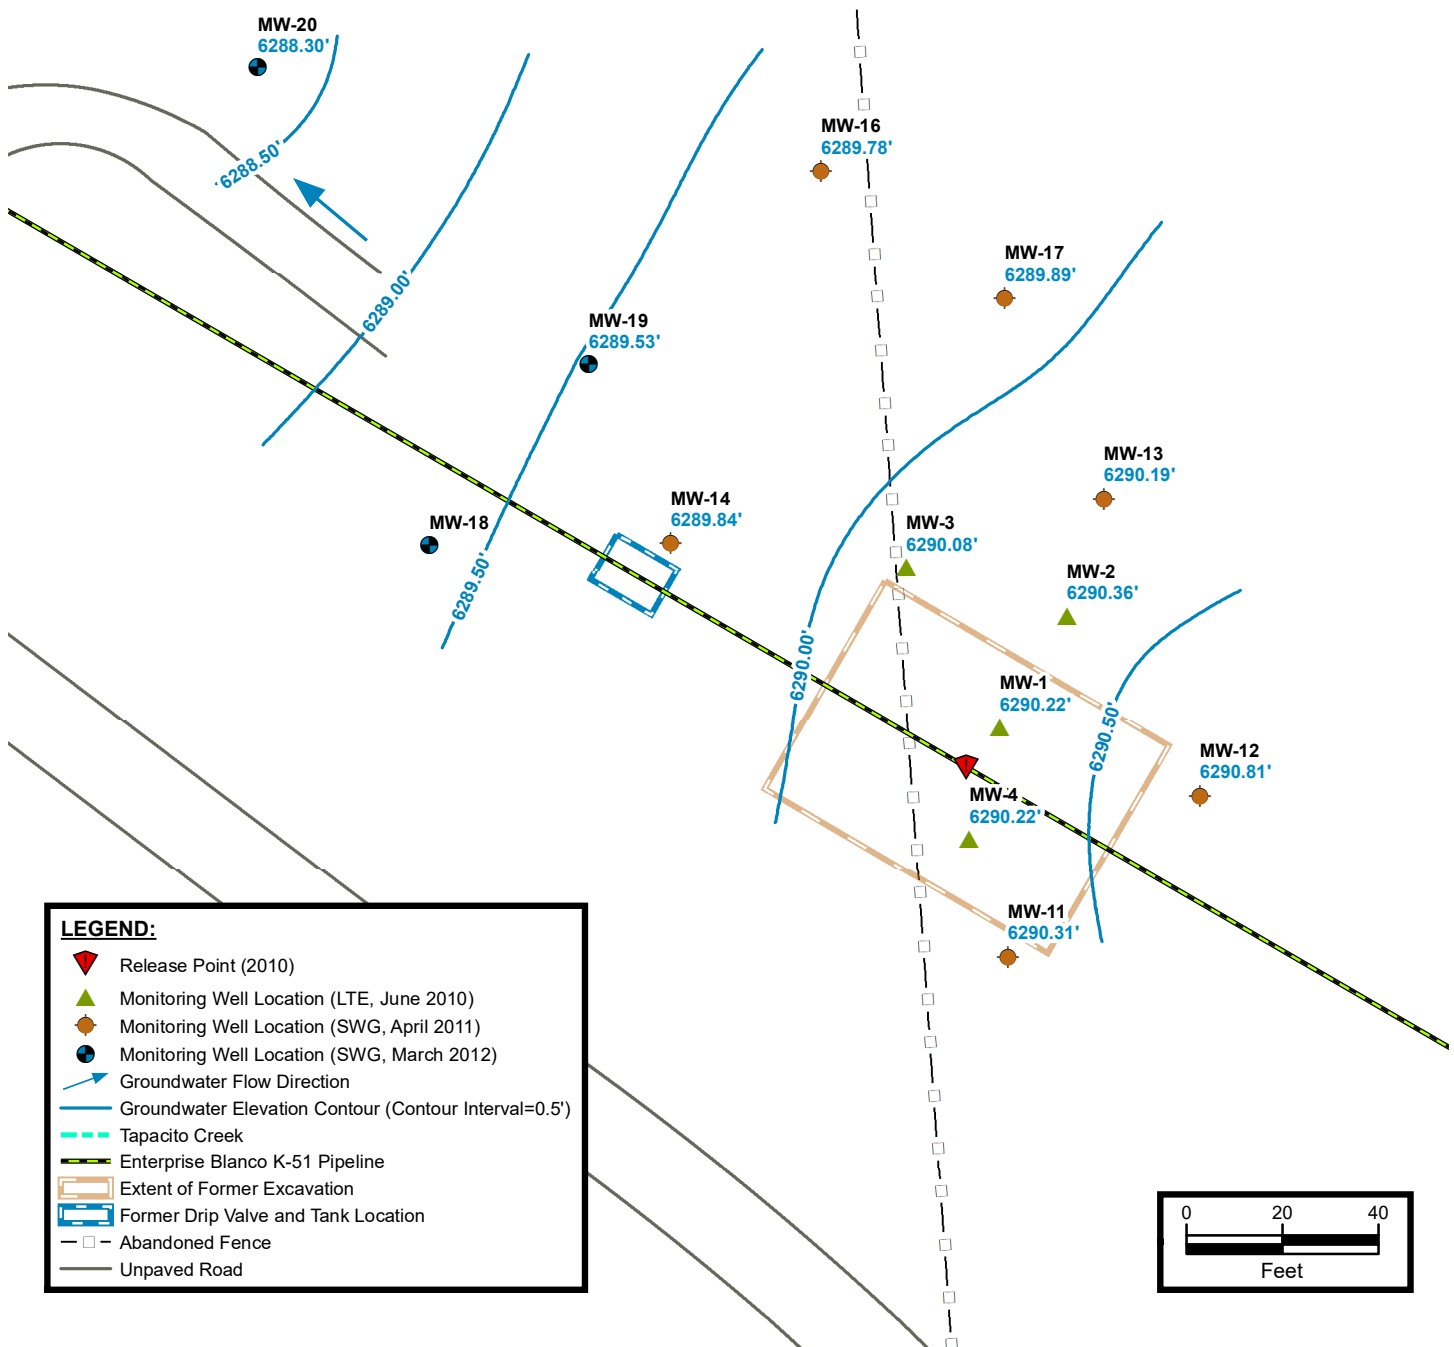 MW-20
6288.30'
MW-16
6289.78'
6288.50'
MW-17
6289.89'
6289.00'
MW-19
6289.53'
MW-13
6290.19'
MW-14
6289.84'
MW-18
MW-3
6290.08'
6289.50'
MW-2
6290.36'
6290.00'
MW-1
6290.22'
6290.50'
MW-12
6290.81'
MW-4
6290.22'
MW-11
6290.31'
LEGEND:
Release Point (2010)
Monitoring Well Location (LTE, June 2010)
Monitoring Well Location (SWG, April 2011)
Monitoring Well Location (SWG, March 2012)
Groundwater Flow Direction
Groundwater Elevation Contour (Contour Interval=0.5')
Tapacito Creek
Enterprise Blanco K-51 Pipeline
Extent of Former Excavation
Former Drip Valve and Tank Location
Abandoned Fence
Unpaved Road
0 20 40
Feet